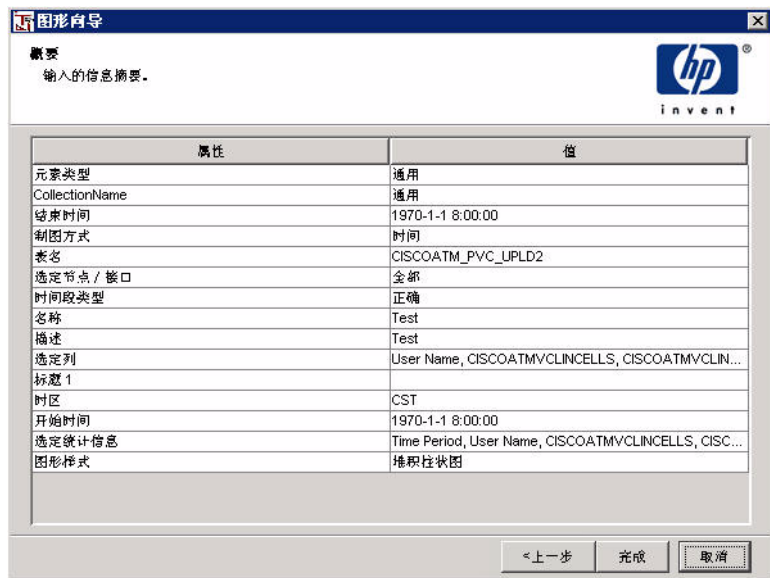 图形向导
概要
输入的信息摘要。
hp
®
invent
属性 值
元素类型 通用
CollectionName 通用
结束时间 1970-1-1 8:00:00
制图方式 时间
表名 CISCOATM_PVC_UPLD2
选定节点 / 接口 全部
时间段类型 正确
名称 Test
描述 Test
选定列 User Name, CISCOATMVCLINCELLS, CISCOATMVCLIN...
标题 1
时区 CST
开始时间 1970-1-1 8:00:00
选定统计信息 Time Period, User Name, CISCOATMVCLINCELLS, CISC...
图形样式 堆积柱状图
<上一步 完成 取消